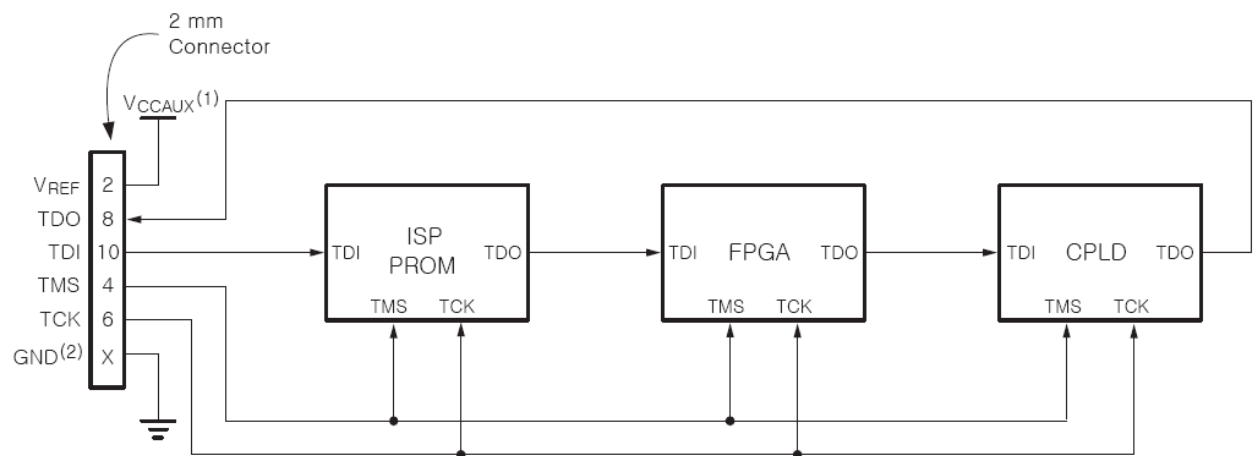 2 mm
Connector
VCCAUX(1)
VREF 2
TDO 8
TDI 10
TMS 4
TCK 6
GND(2) X
TDI ISP PROM TDO
TMS TCK
TDI FPGA TDO
TMS TCK
TDI CPLD TDO
TMS TCK